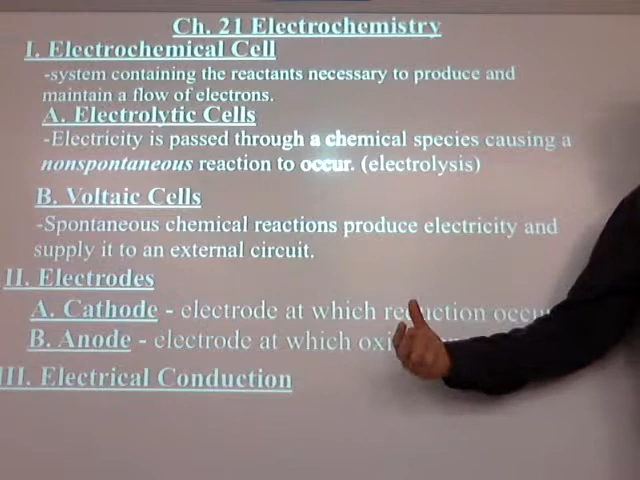 Ch. 21 Electrochemistry
I. Electrochemical Cell
-system containing the reactants necessary to produce and
maintain a flow of electrons.
A. Electrolytic Cells
-Electricity is passed through a chemical species causing a
nonspontaneous reaction to occur. (electrolysis)
B. Voltaic Cells
-Spontaneous chemical reactions produce electricity and
supply it to an external circuit.
II. Electrodes
A. Cathode - electrode at which reduction
B. Anode - electrode at which
III. Electrical Conduction